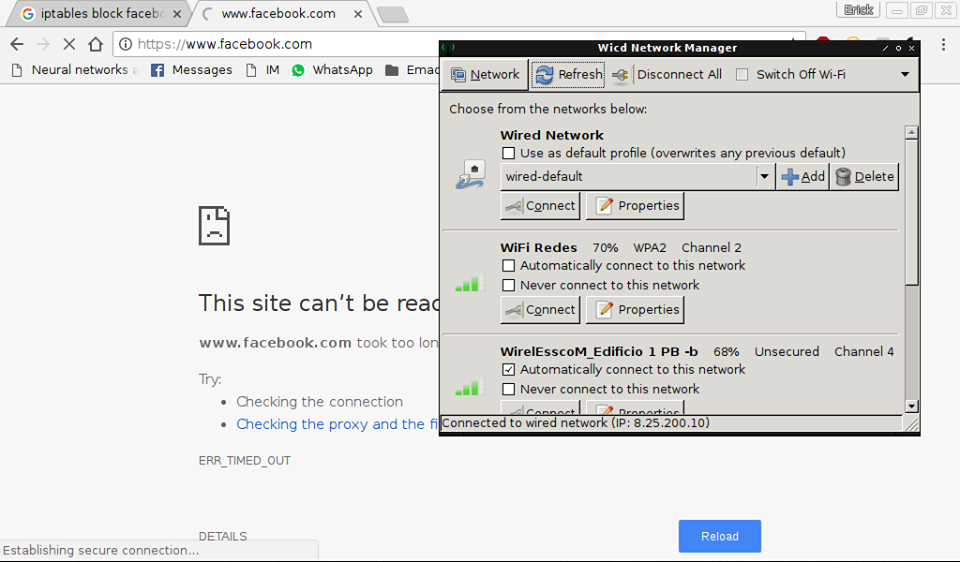 iptables block facebo
www.facebook.com
Erick
https://www.facebook.com
Neural networks a
Messages
IM
WhatsApp
Emac
This site can’t be reac
www.facebook.com took too lon
Try:
Checking the connection
Checking the proxy and the fi
ERR_TIMED_OUT
DETAILS
Reload
Establishing secure connection...
Wicd Network Manager
Network Refresh Disconnect All Switch Off Wi-Fi
Choose from the networks below:
Wired Network
Use as default profile (overwrites any previous default)
wired-default Add Delete
Connect Properties
WiFi Redes 70% WPA2 Channel 2
Automatically connect to this network
Never connect to this network
Connect Properties
WirelEsscoM_Edificio 1 PB -b 68% Unsecured Channel 4
Automatically connect to this network
Never connect to this network
Connect Properties
Connected to wired network (IP: 8.25.200.10)